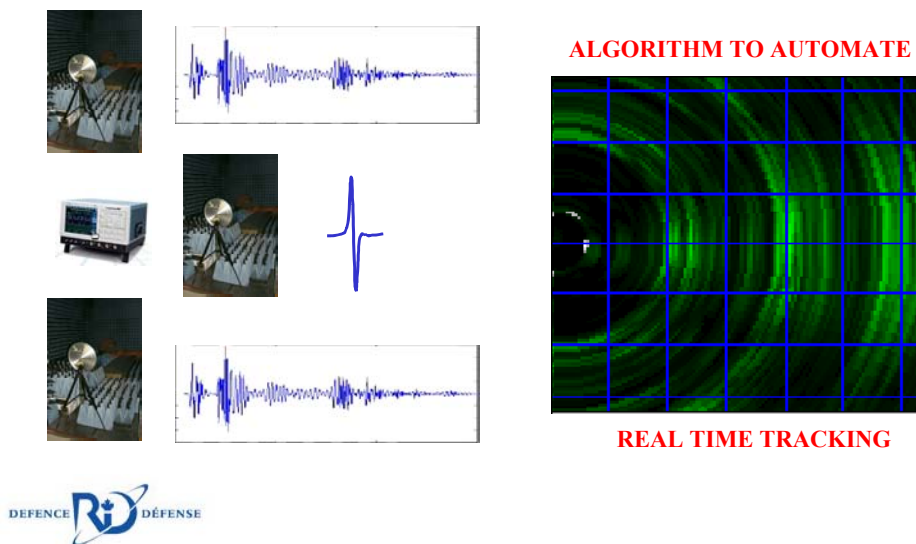 ALGORITHM TO AUTOMATE
REAL TIME TRACKING
DEFENCE R&D DÉFENSE